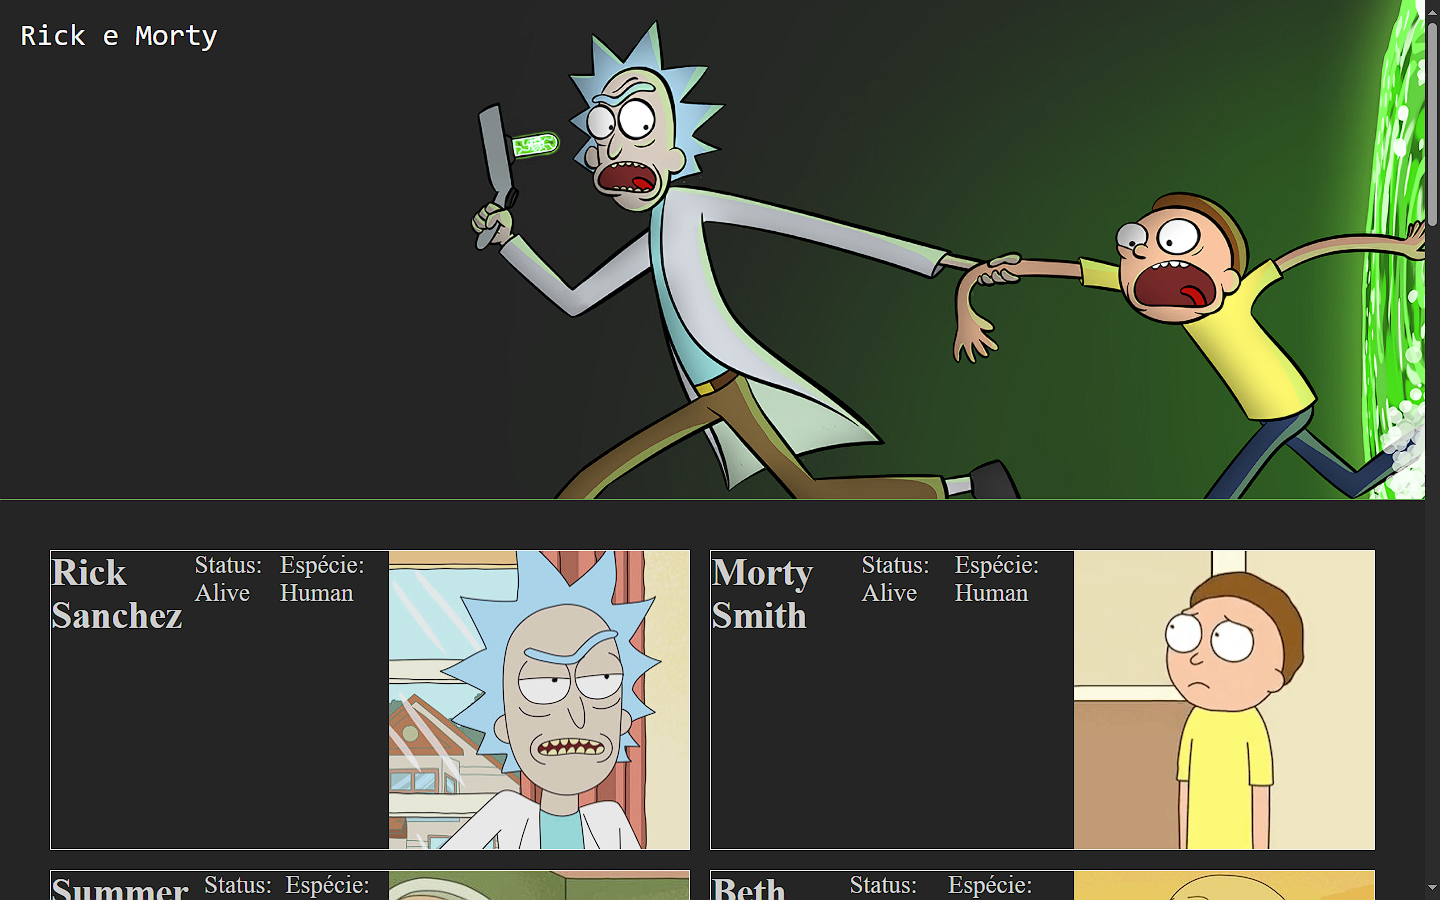 Rick e Morty
Rick
Sanchez
Status:
Alive
Espécie:
Human
Morty
Smith
Status:
Alive
Espécie:
Human
Summer
Status:
Espécie:
Beth
Status:
Espécie: